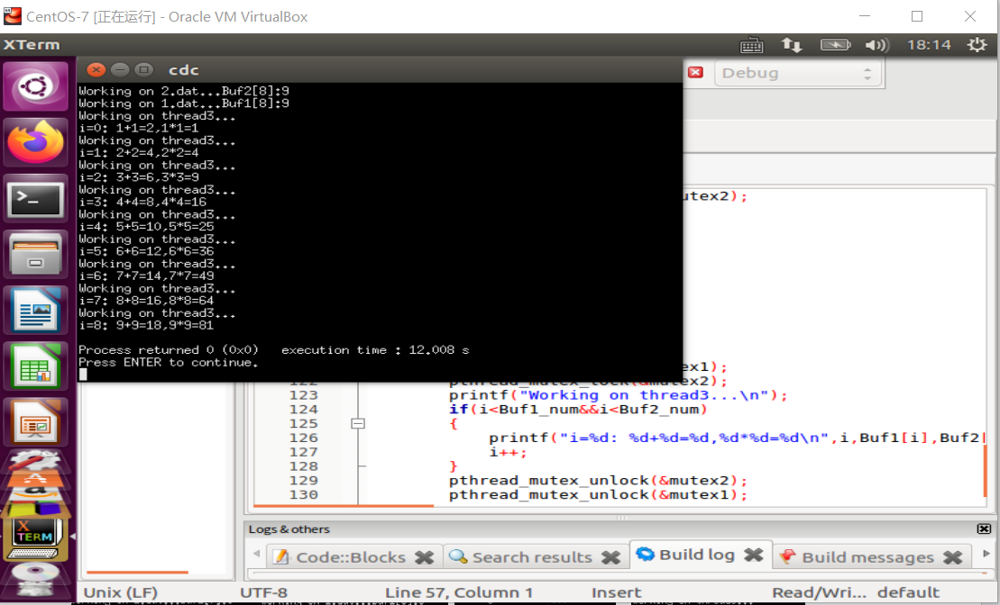 CentOS-7 [正在运行] - Oracle VM VirtualBox
XTerm
18:14
cdc
Debug
Working on 2.dat...Buf2[8]:9
Working on 1.dat...Buf1[8]:9
Working on thread3...
i=0: 1+1=2,1*1=1
Working on thread3...
i=1: 2+2=4,2*2=4
Working on thread3...
i=2: 3+3=6,3*3=9
Working on thread3...
i=3: 4+4=8,4*4=16
Working on thread3...
i=4: 5+5=10,5*5=25
Working on thread3...
i=5: 6+6=12,6*6=36
Working on thread3...
i=6: 7+7=14,7*7=49
Working on thread3...
i=7: 8+8=16,8*8=64
Working on thread3...
i=8: 9+9=18,9*9=81
Process returned 0 (0x0) execution time : 12.008 s
Press ENTER to continue.
utex2);
ex1);
122 pthread_mutex_lock(&mutex2);
123 printf("Working on thread3...\n");
124 if(i<Buf1_num&&i<Buf2_num)
125 {
126 printf("i=%d: %d+%d=%d,%d*%d=%d\n",i,Buf1[i],Buf2[
127 i++;
128 }
129 pthread_mutex_unlock(&mutex2);
130 pthread_mutex_unlock(&mutex1);
X TERM
Logs & others
Code::Blocks Search results Build log Build messages
Unix (LF) UTF-8 Line 57, Column 1 Insert Read/Wri... default